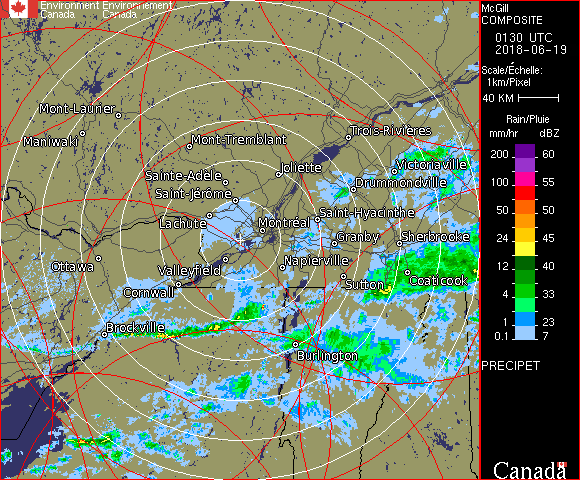 Environment Environnement
Canada Canada
McGill
COMPOSITE
0130 UTC
2018-06-19
Scale/Échelle:
1km/Pixel
40 KM
Rain/Pluie
mm/hr dBZ
200 60
100 55
50 50
24 45
12 40
4 33
1 23
0.1 7
PRECIPET
Canada
Mont-Laurier
Maniwaki
Mont-Tremblant
Trois-Rivières
Joliette
Victoriaville
Sainte-Adèle
Drummondville
Saint-Jérôme
Lachute
Saint-Hyacinthe
Montréal
Granby
Sherbrooke
Ottawa
Valleyfield
Napierville
Sutton
Coaticook
Cornwall
Brockville
Burlington